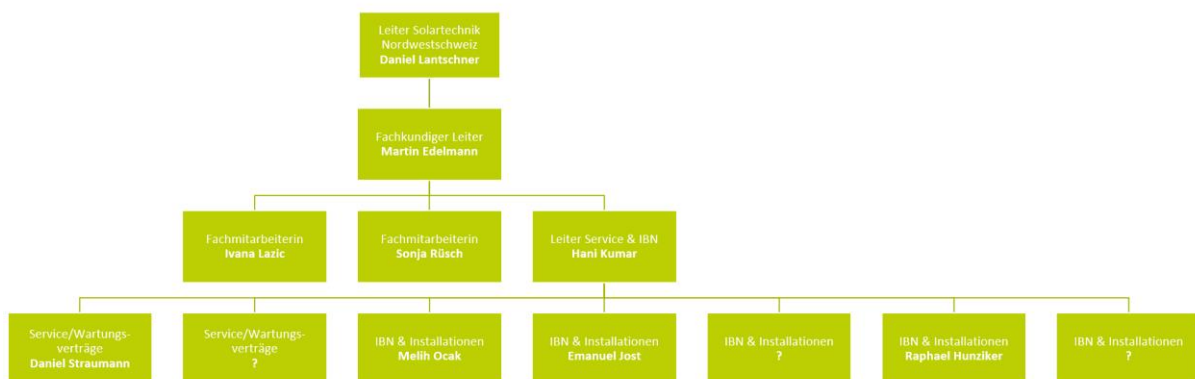 Leiter Solartechnik
Nordwestschweiz
Daniel Lantschner
Fachkundiger Leiter
Martin Edelmann
Fachmitarbeiterin
Ivana Lazic
Fachmitarbeiterin
Sonja Rüsch
Leiter Service & IBN
Hani Kumar
Service/Wartungs-
verträge
Daniel Straumann
Service/Wartungs-
verträge
?
IBN & Installationen
Melih Ocak
IBN & Installationen
Emanuel Jost
IBN & Installationen
?
IBN & Installationen
Raphael Hunziker
IBN & Installationen
?